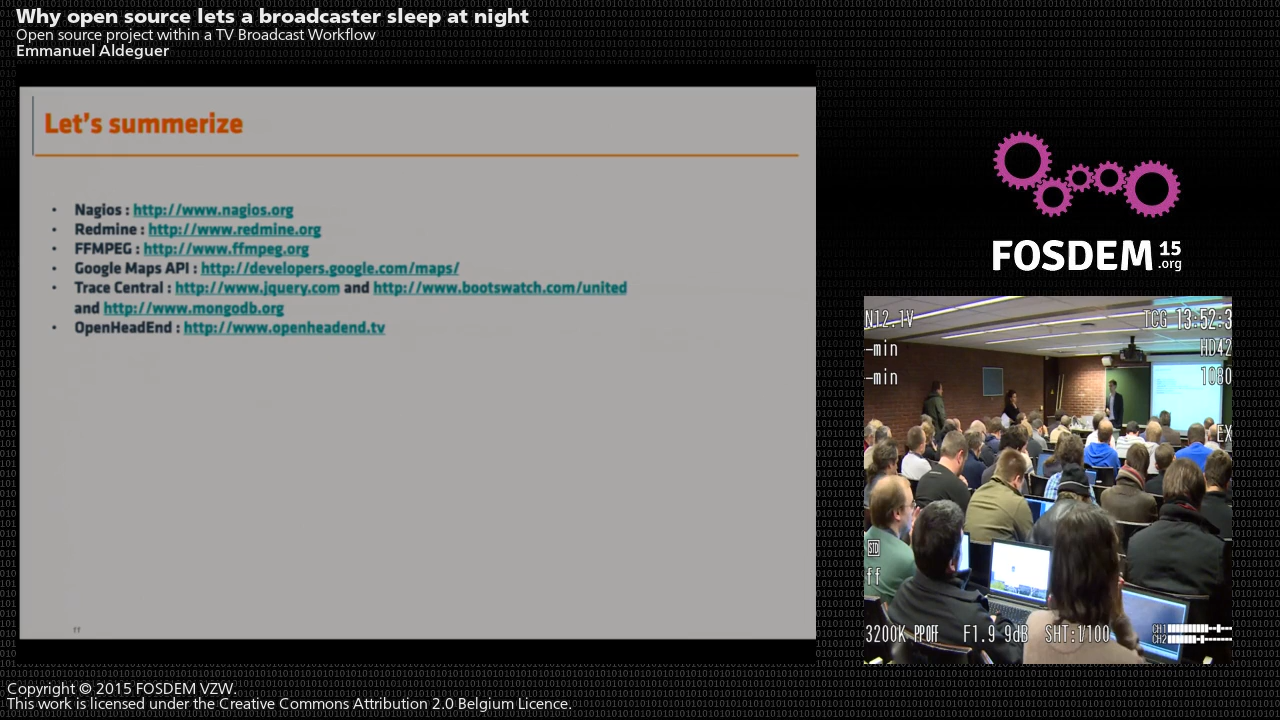 Why open source lets a broadcaster sleep at night
Open source project within a TV Broadcast Workflow
Emmanuel Aldeguer
Let's summerize
• Nagios : http://www.nagios.org
• Redmine : http://www.redmine.org
• FFMPEG : http://www.ffmpeg.org
• Google Maps API : http://developers.google.com/maps/
• Trace Central : http://www.jquery.com and http://www.bootswatch.com/united
and http://www.mongodb.org
• OpenHeadEnd : http://www.openheadend.tv
ff
FOSDEM 15
.org
N12.1V TCG 13:52:3
-min HD42
-min 1080
EX
STD
ff
3200K PPOFF F1.9 9dB SHT:1/100 CH1
CH2
Copyright © 2015 FOSDEM VZW.
This work is licensed under the Creative Commons Attribution 2.0 Belgium Licence.